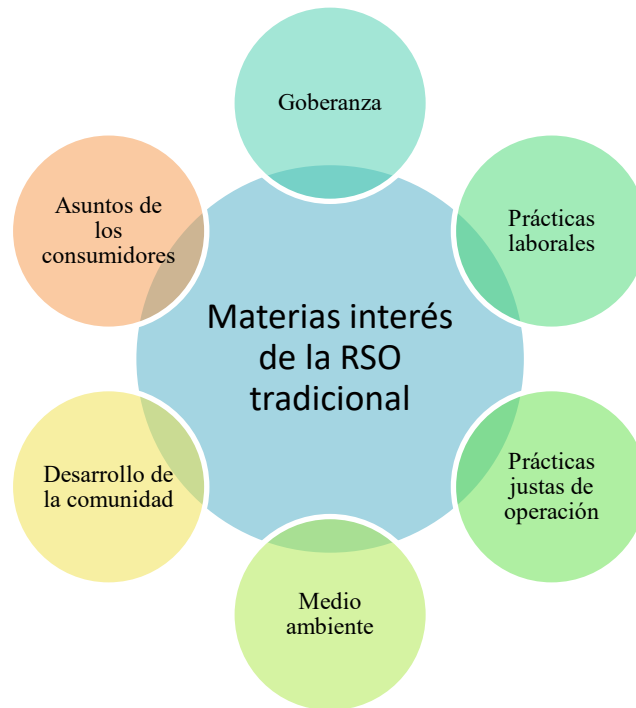 Goberanza
Prácticas
laborales
Prácticas
justas de
operación
Medio
ambiente
Desarrollo de
la comunidad
Asuntos de
los
consumidores
Materias interés
de la RSO
tradicional